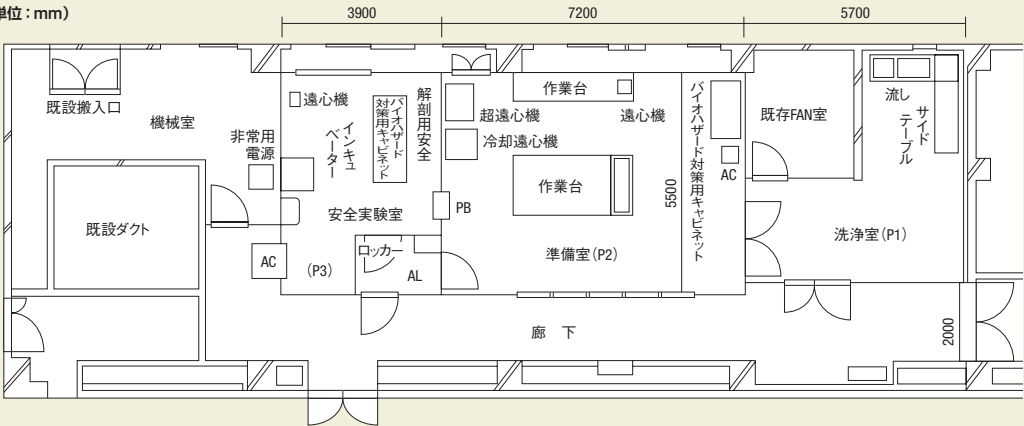 単位：mm）
3900
7200
5700
既設搬入口
機械室
非常用
電源
既設ダクト
AC
遠心機
インキュ
ベーター
バイオハザード
対策用キャビネット
解剖用安全
安全実験室
（P3）
ロッカー
AL
PB
超遠心機
冷却遠心機
作業台
遠心機
作業台
5500
準備室（P2）
バイオハザード対策用キャビネット
AC
既存FAN室
流し
サイド
テーブル
洗浄室（P1）
廊 下
2000